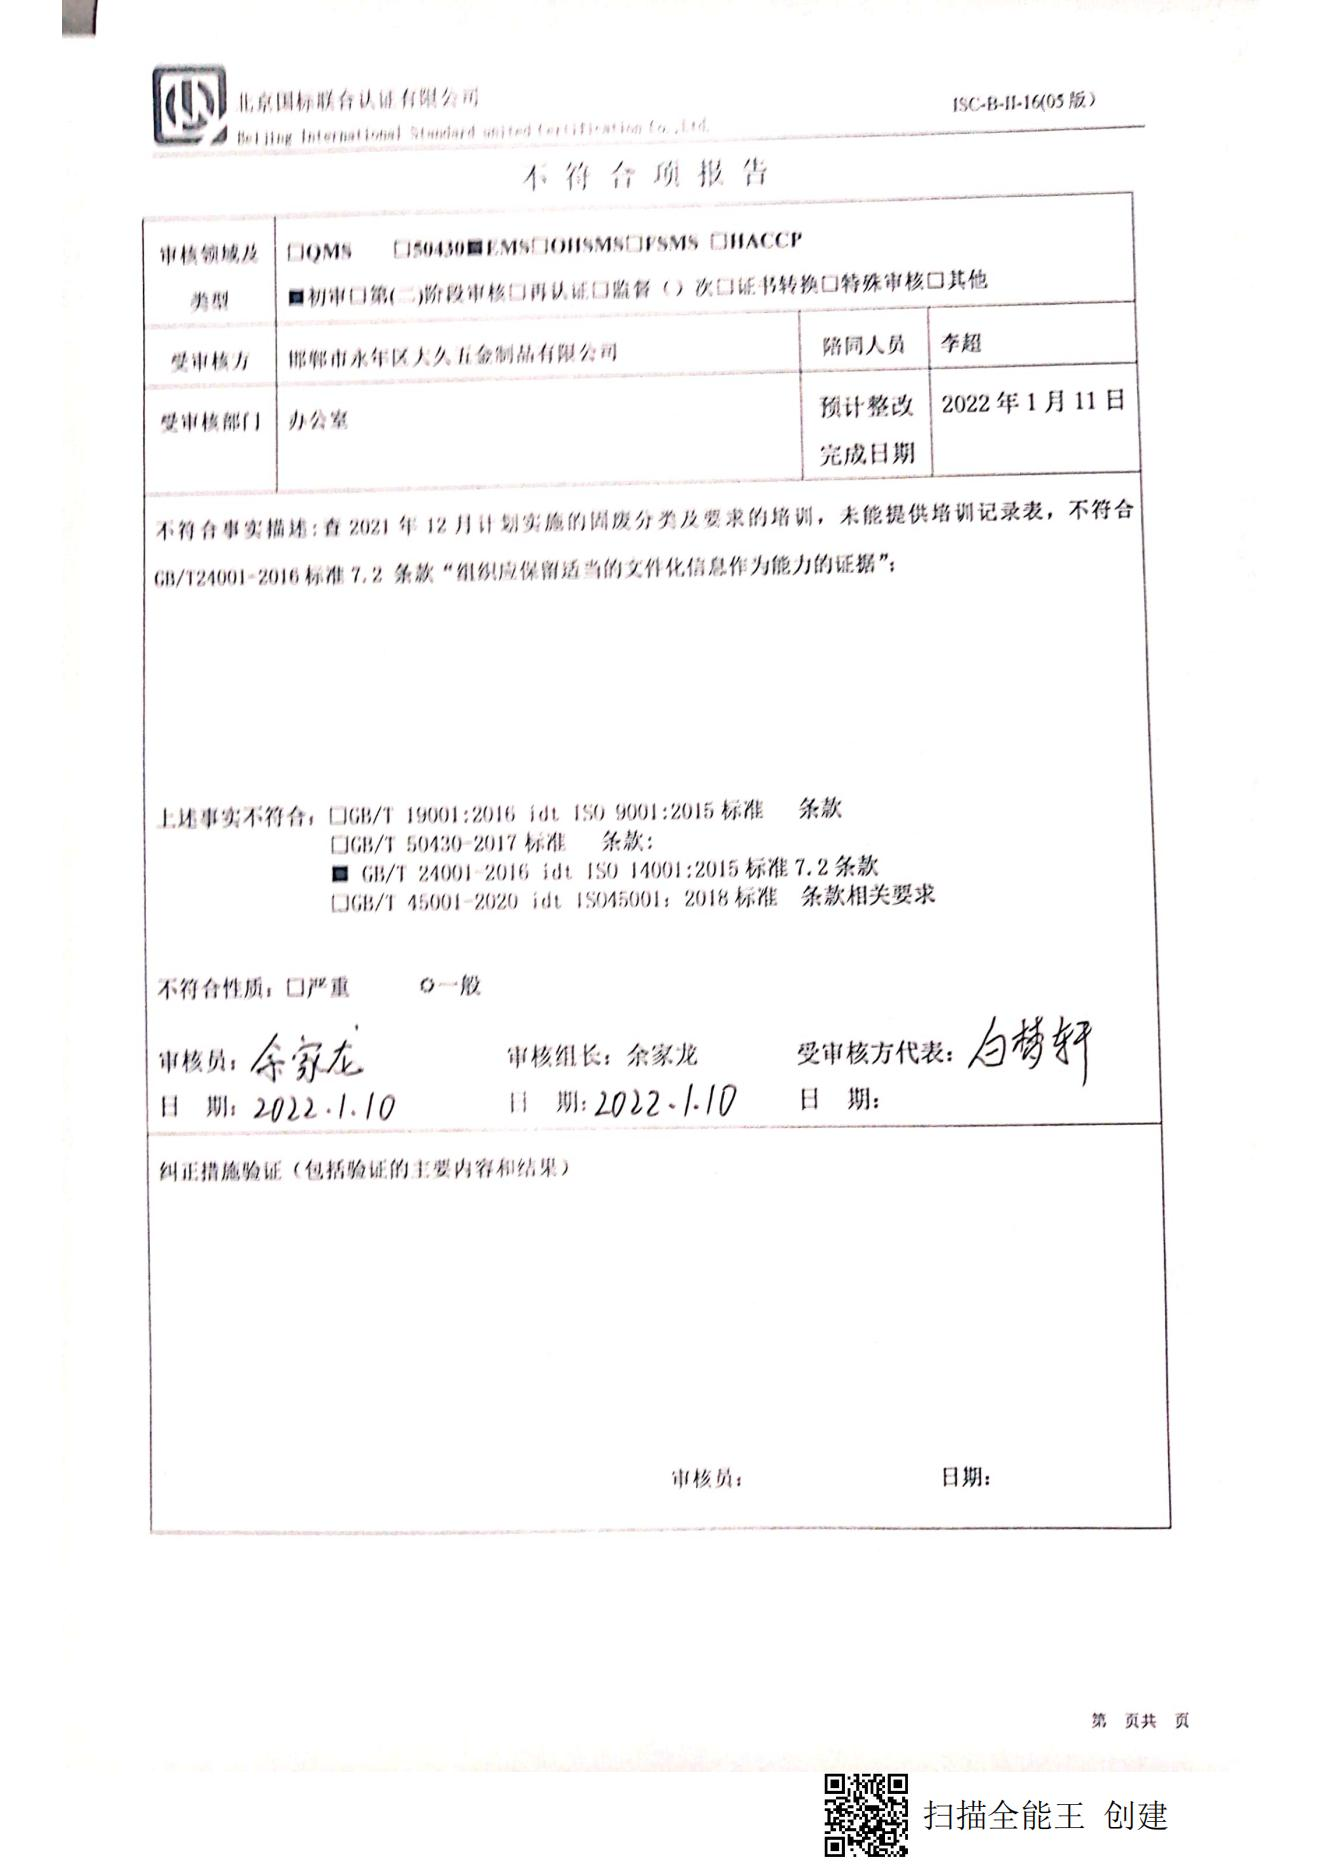 北京国标联合认证有限公司
Beijing International Standard united Certification Co.,Ltd.
ISC-B-II-16(05版)
不符合项报告
审核领域及类型
□QMS □50430■EMS□OHSMS□FSMS □HACCP
■初审□第(二)阶段审核□再认证□监督()次□证书转换□特殊审核□其他
受审核方 邯郸市永年区大久五金制品有限公司 陪同人员 李超
受审核部门 办公室 预计整改完成日期 2022年1月11日
不符合事实描述:查2021年12月计划实施的固废分类及要求的培训，未能提供培训记录表，不符合
GB/T24001-2016标准7.2 条款“组织应保留适当的文件化信息作为能力的证据”;
上述事实不符合: □GB/T 19001:2016 idt ISO 9001:2015标准 条款
□GB/T 50430-2017标准 条款:
■ GB/T 24001-2016 idt ISO 14001:2015标准7.2条款
□GB/T 45001-2020 idt ISO45001: 2018标准 条款相关要求
不符合性质: □严重 ✪一般
审核员: 余家龙 审核组长: 余家龙 受审核方代表: 白梦轩
日 期: 2022.1.10 日 期: 2022.1.10 日 期:
纠正措施验证（包括验证的主要内容和结果）
审核员: 日期:
第 页共 页
扫描全能王 创建